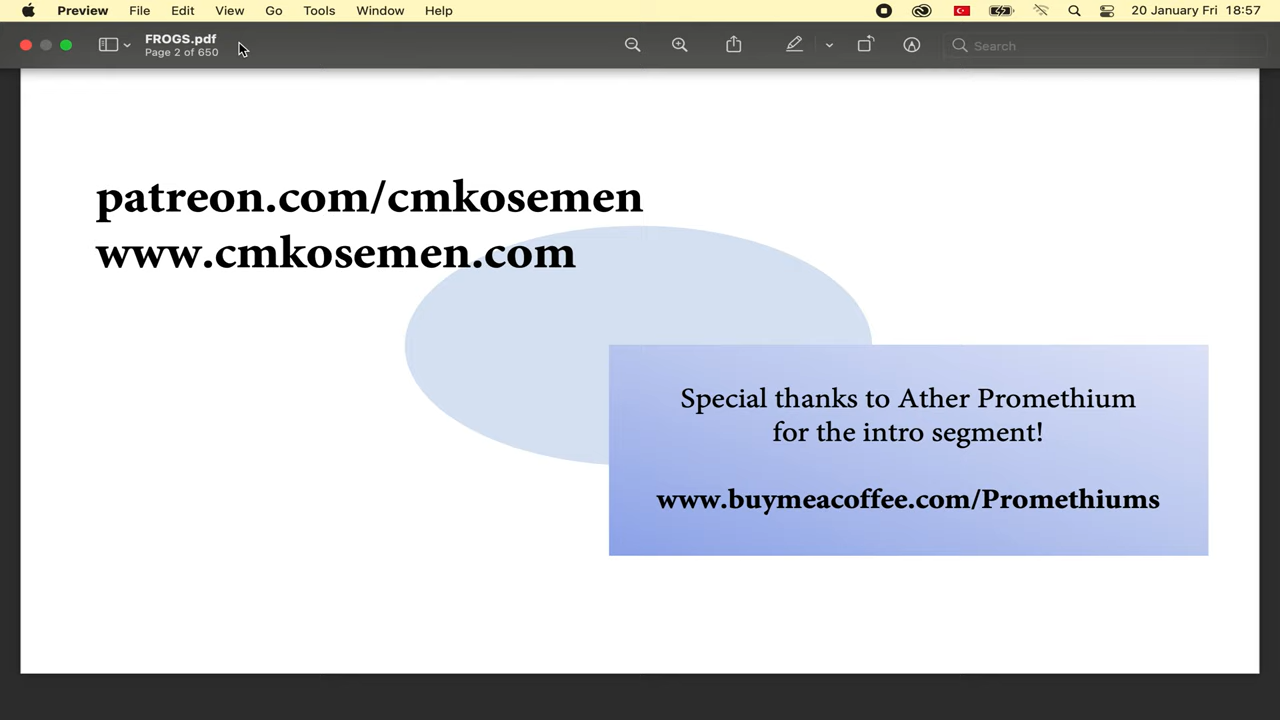 Preview File Edit View Go Tools Window Help 20 January Fri 18:57
FROGS.pdf
Page 2 of 650
Search
patreon.com/cmkosemen
www.cmkosemen.com
Special thanks to Ather Promethium
for the intro segment!
www.buymeacoffee.com/Promethiums